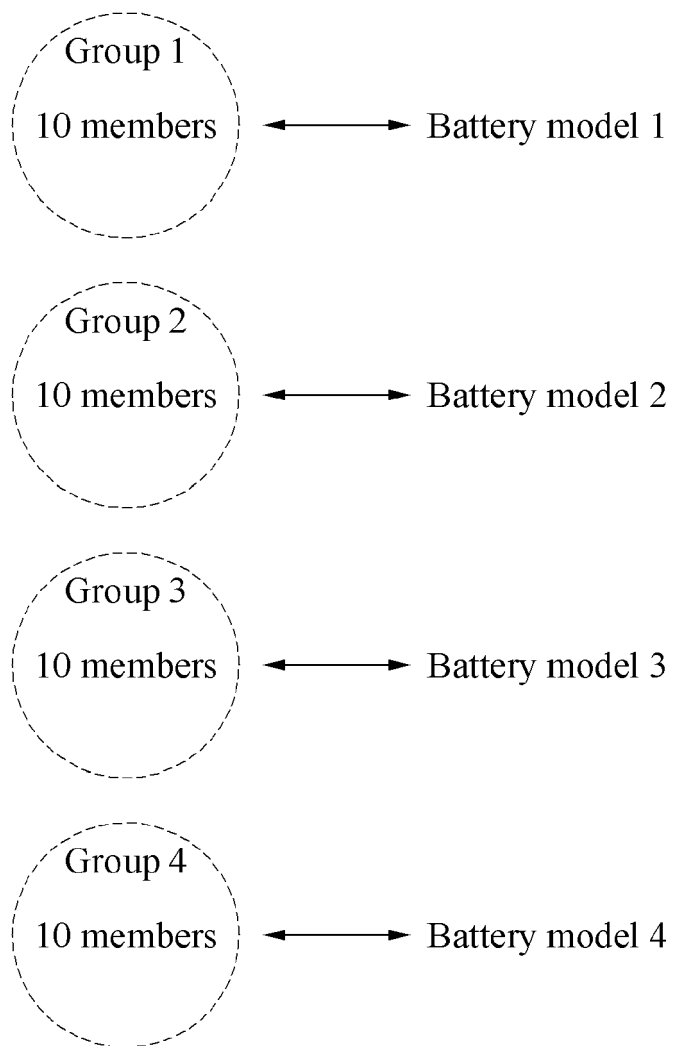 Group 1
10 members
Battery model 1
Group 2
10 members
Battery model 2
Group 3
10 members
Battery model 3
Group 4
10 members
Battery model 4